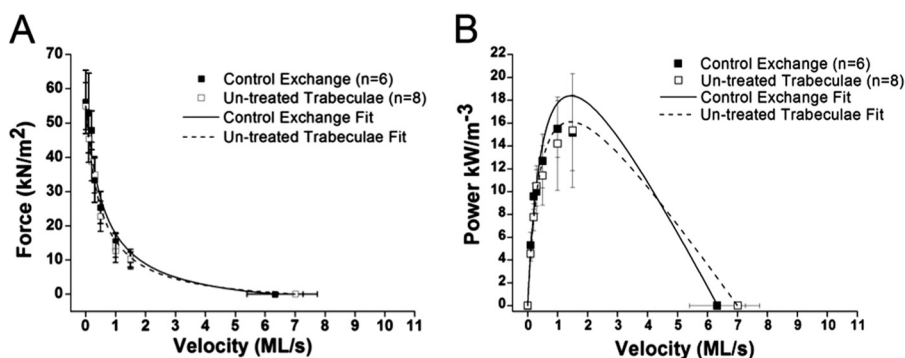 A
Force (kN/m²)
70
60
50
40
30
20
10
0
Control Exchange (n=6)
Un-treated Trabeculae (n=8)
Control Exchange Fit
Un-treated Trabeculae Fit
0 1 2 3 4 5 6 7 8 9 10 11
Velocity (ML/s)
B
Power kW/m⁻³
22
20
18
16
14
12
10
8
6
4
2
0
Control Exchange (n=6)
Un-treated Trabeculae (n=8)
Control Exchange Fit
Un-treated Trabeculae Fit
0 1 2 3 4 5 6 7 8 9 10 11
Velocity (ML/s)